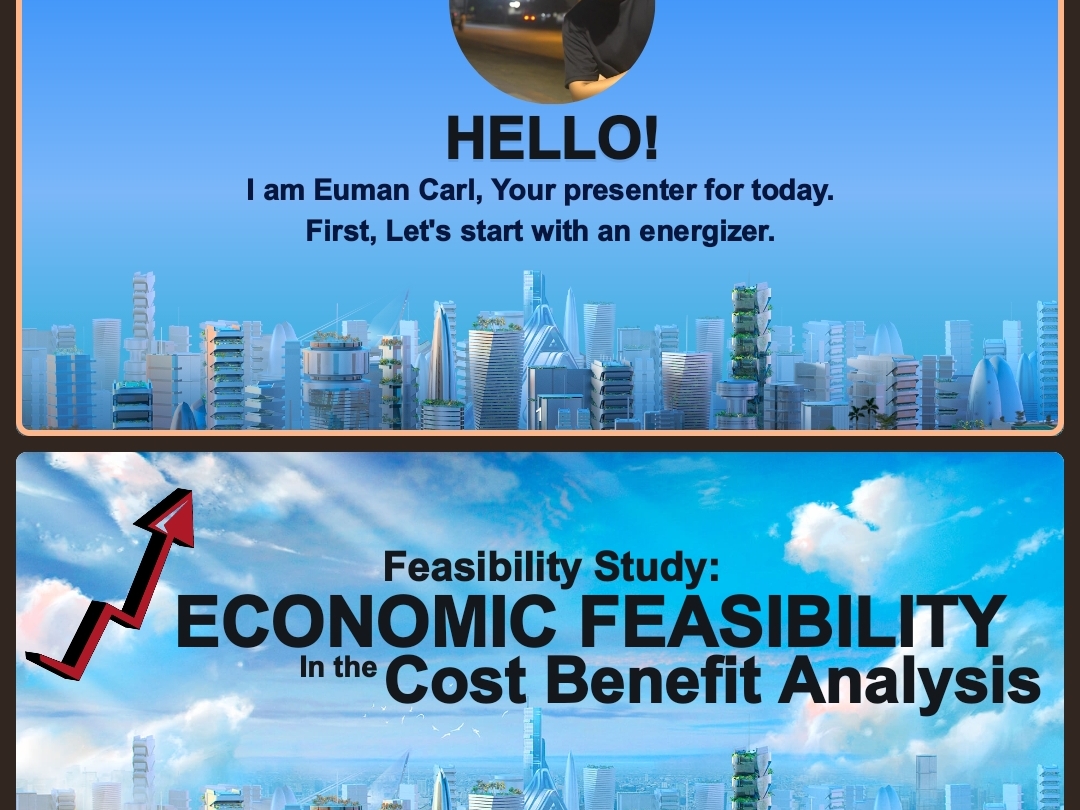 HELLO!
I am Euman Carl, Your presenter for today.
First, Let's start with an energizer.
1
Feasibility Study:
ECONOMIC FEASIBILITY
In the Cost Benefit Analysis